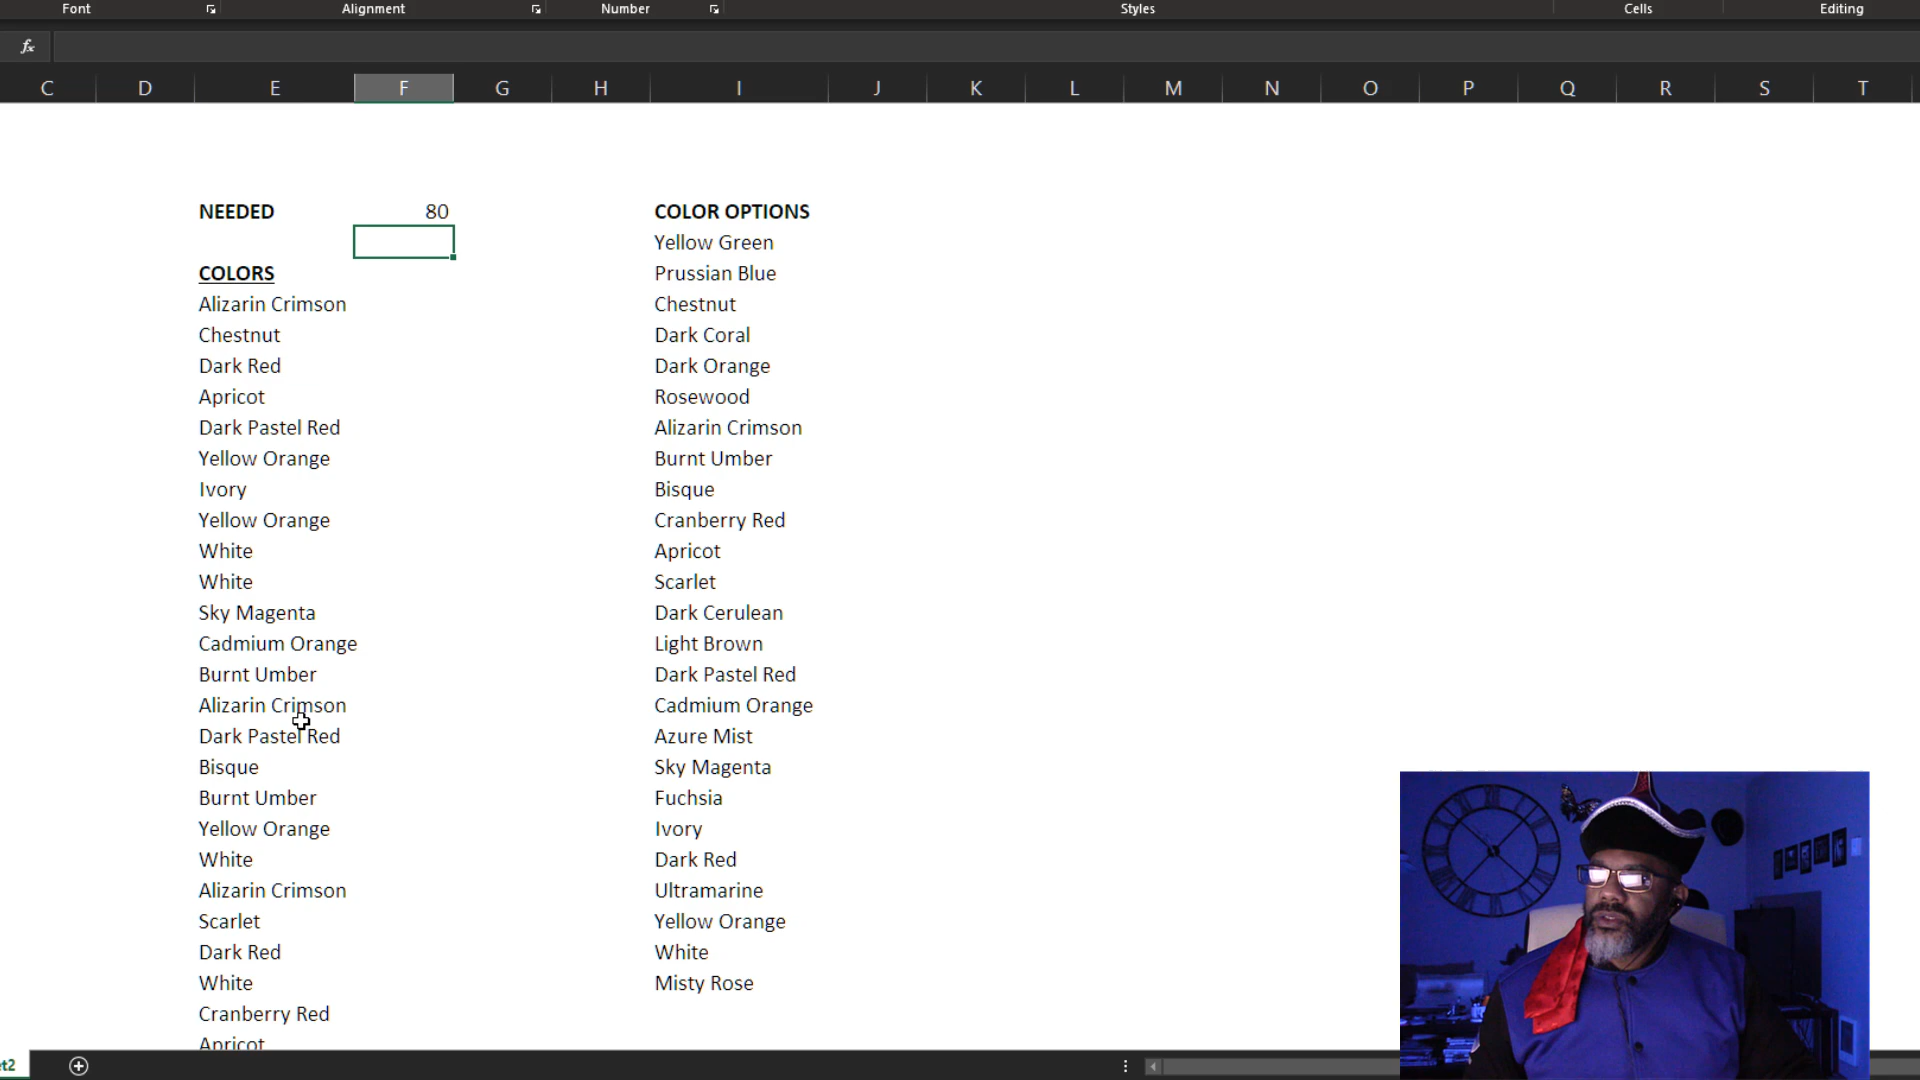 Font Alignment Number Styles Cells Editing
fx
C D E F G H I J K L M N O P Q R S T
NEEDED 80 COLOR OPTIONS
Yellow Green
COLORS Prussian Blue
Alizarin Crimson Chestnut
Chestnut Dark Coral
Dark Red Dark Orange
Apricot Rosewood
Dark Pastel Red Alizarin Crimson
Yellow Orange Burnt Umber
Ivory Bisque
Yellow Orange Cranberry Red
White Apricot
White Scarlet
Sky Magenta Dark Cerulean
Cadmium Orange Light Brown
Burnt Umber Dark Pastel Red
Alizarin Crimson Cadmium Orange
Dark Pastel Red Azure Mist
Bisque Sky Magenta
Burnt Umber Fuchsia
Yellow Orange Ivory
White Dark Red
Alizarin Crimson Ultramarine
Scarlet Yellow Orange
Dark Red White
White Misty Rose
Cranberry Red
Apricot
et2